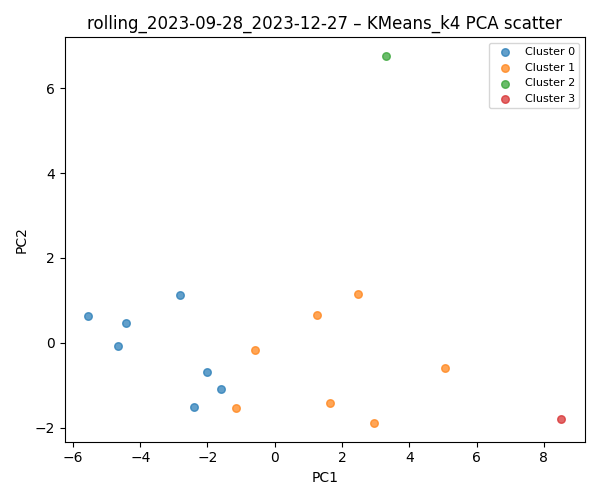 rolling_2023-09-28_2023-12-27 – KMeans_k4 PCA scatter
Cluster 0
Cluster 1
Cluster 2
Cluster 3
6
4
2
0
−2
PC2
−6
−4
−2
0
2
4
6
8
PC1